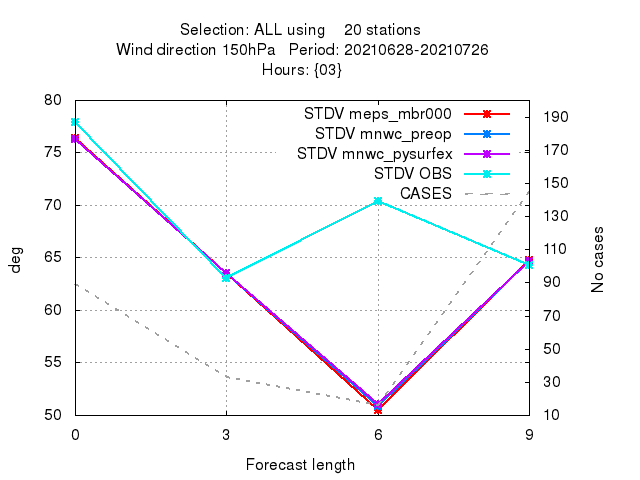 Selection: ALL using 20 stations
Wind direction 150hPa Period: 20210628-20210726
Hours: {03}
80
75
70
65
60
55
50
deg
190
170
150
130
110
90
70
50
30
10
No cases
STDV meps_mbr000
STDV mnwc_preop
STDV mnwc_pysurfex
STDV OBS
CASES
0 3 6 9
Forecast length